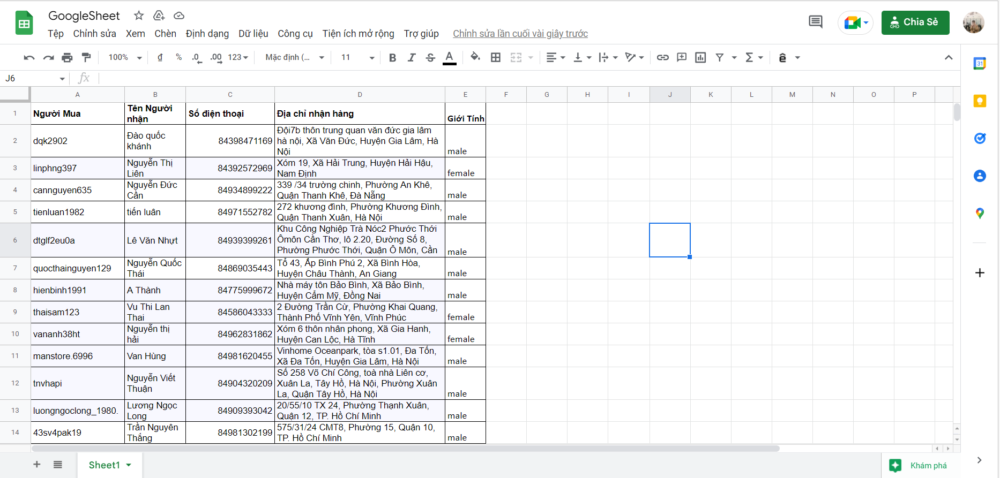 GoogleSheet
Tệp Chỉnh sửa Xem Chèn Định dạng Dữ liệu Công cụ Tiện ích mở rộng Trợ giúp Chỉnh sửa lần cuối vài giây trước
Chia Sẻ
100% đ % .0 .00 123 Mặc định (... 11 B I S A ê
31
J6 fx
A B C D E F G H I J K L M N O P
1 Người Mua Tên Người nhận Số điện thoại Địa chỉ nhận hàng Giới Tính
2 dqk2902 Đào quốc khánh 84398471169 Đội7b thôn trung quan văn đức gia lâm hà nội, Xã Văn Đức, Huyện Gia Lâm, Hà Nội male
3 linphng397 Nguyễn Thị Liên 84392572969 Xóm 19, Xã Hải Trung, Huyện Hải Hậu, Nam Định female
4 cannguyen635 Nguyễn Đức Cần 84934899222 339 /34 trường chinh, Phường An Khê, Quận Thanh Khê, Đà Nẵng male
5 tienluan1982 tiến luân 84971552782 272 khương đình, Phường Khương Đình, Quận Thanh Xuân, Hà Nội male
6 dtglf2eu0a Lê Văn Nhựt 84939399261 Khu Công Nghiệp Trà Nóc2 Phước Thới Ômôn Cần Thơ, lô 2.20, Đường Số 8, Phường Phước Thới, Quận Ô Môn, Cần male
7 quocthainguyen129 Nguyễn Quốc Thái 84869035443 Tổ 43, Ấp Bình Phú 2, Xã Bình Hòa, Huyện Châu Thành, An Giang male
8 hienbinh1991 A Thành 84775999672 Nhà máy tôn Bảo Bình, Xã Bảo Bình, Huyện Cẩm Mỹ, Đồng Nai male
9 thaisam123 Vu Thi Lan Thai 84586043333 2 Đường Trần Cừ, Phường Khai Quang, Thành Phố Vĩnh Yên, Vĩnh Phúc female
10 vananh38ht Nguyễn thị hải 84962831862 Xóm 6 thôn nhân phong, Xã Gia Hanh, Huyện Can Lộc, Hà Tĩnh female
11 manstore.6996 Van Hùng 84981620455 Vinhome Oceanpark, tòa s1.01, Đa Tốn, Xã Đa Tốn, Huyện Gia Lâm, Hà Nội male
12 tnvhapi Nguyễn Viết Thuận 84904320209 Số 258 Võ Chí Công, toà nhà Liên cơ, Xuân La, Tây Hồ, Hà Nội, Phường Xuân La, Quận Tây Hồ, Hà Nội male
13 luongngoclong_1980. Lương Ngọc Long 84909393042 20/55/10 TX 24, Phường Thạnh Xuân, Quận 12, TP. Hồ Chí Minh male
14 43sv4pak19 Trần Nguyên Thắng 84981302199 575/31/24 CMT8, Phường 15, Quận 10, TP. Hồ Chí Minh male
Sheet1
Khám phá